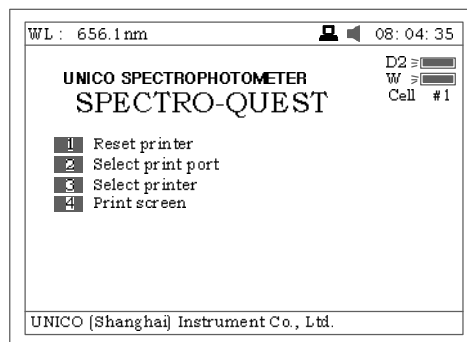 WL: 656.1nm 08:04:35
D2
W
Cell #1
UNICO SPECTROPHOTOMETER
SPECTRO-QUEST
1 Reset printer
2 Select print port
3 Select printer
4 Print screen
UNICO (Shanghai) Instrument Co., Ltd.